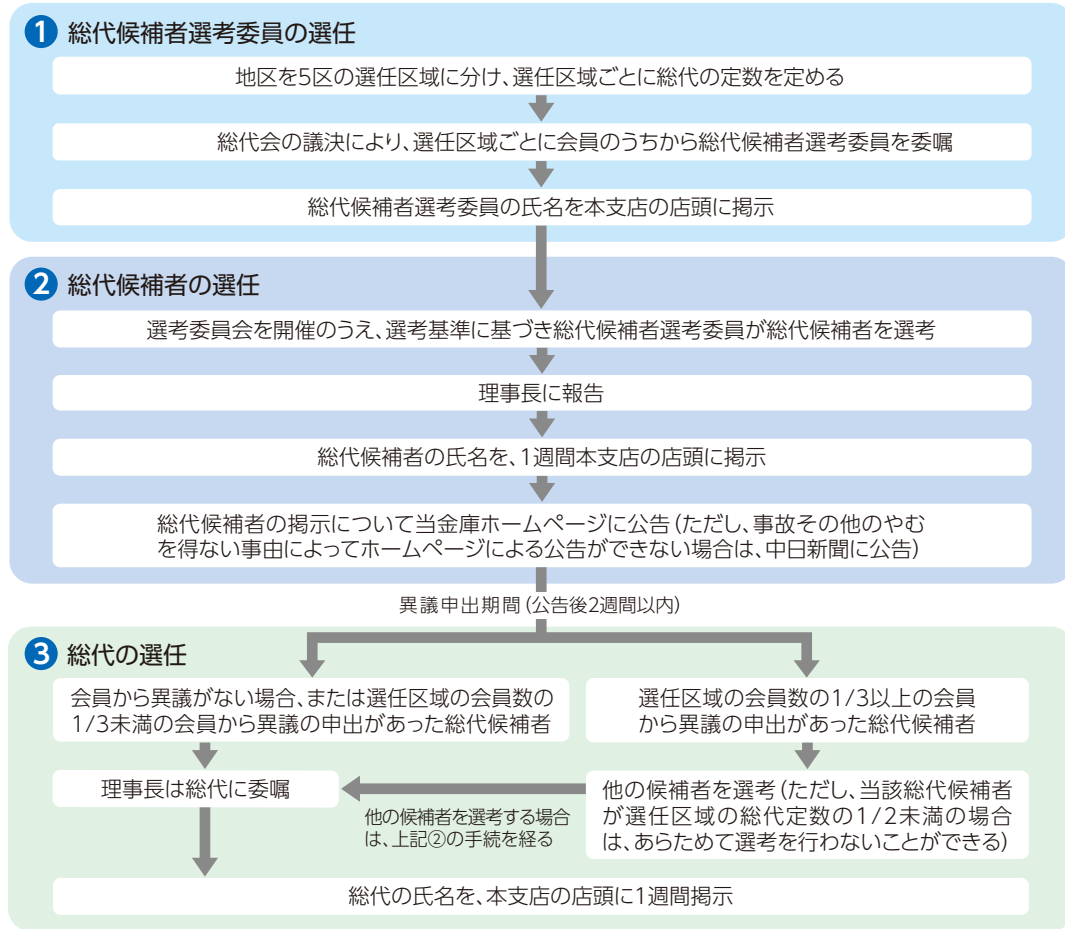 1 総代候補者選考委員の選任
地区を5区の選任区域に分け、選任区域ごとに総代の定数を定める
総代会の議決により、選任区域ごとに会員のうちから総代候補者選考委員を委嘱
総代候補者選考委員の氏名を本支店の店頭に掲示
2 総代候補者の選任
選考委員会を開催のうえ、選考基準に基づき総代候補者選考委員が総代候補者を選考
理事長に報告
総代候補者の氏名を、1週間本支店の店頭に掲示
総代候補者の掲示について当金庫ホームページに公告(ただし、事故その他のやむ
を得ない事由によってホームページによる公告ができない場合は、中日新聞に公告)
異議申出期間(公告後2週間以内)
3 総代の選任
会員から異議がない場合、または選任区域の会員数の
1/3未満の会員から異議の申出があった総代候補者
選任区域の会員数の1/3以上の会員
から異議の申出があった総代候補者
理事長は総代に委嘱
他の候補者を選考(ただし、当該総代候補者
が選任区域の総代定数の1/2未満の場合
は、あらためて選考を行わないことができる)
他の候補者を選考する場合
は、上記②の手続を経る
総代の氏名を、本支店の店頭に1週間掲示